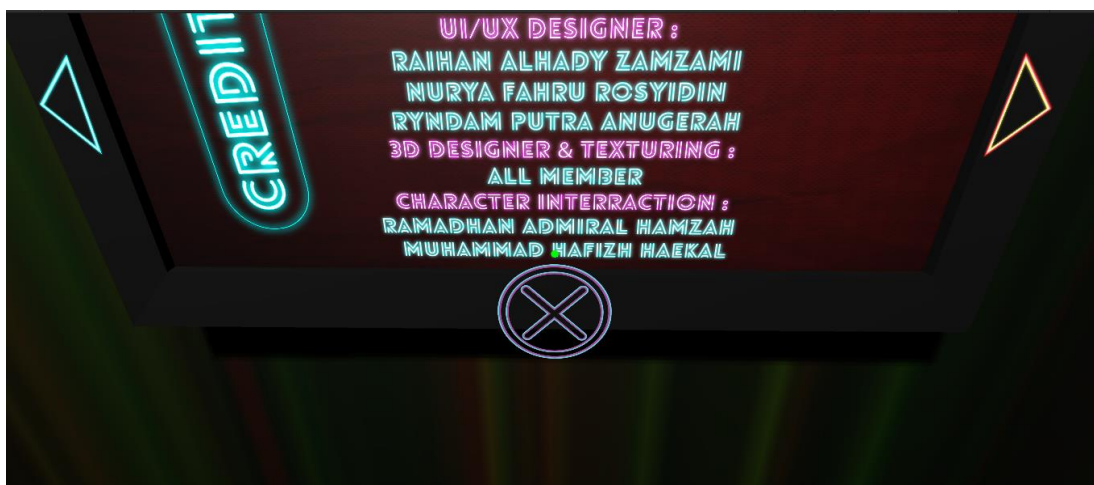 CREDIT
UI/UX DESIGNER :
RAIHAN ALHADY ZAMZAMI
NURYA FAHRU ROSYIDIN
RYNDAM PUTRA ANUGERAH
3D DESIGNER & TEXTURING :
ALL MEMBER
CHARACTER INTERRACTION :
RAMADHAN ADMIRAL HAMZAH
MUHAMMAD HAFIZH HAEKAL